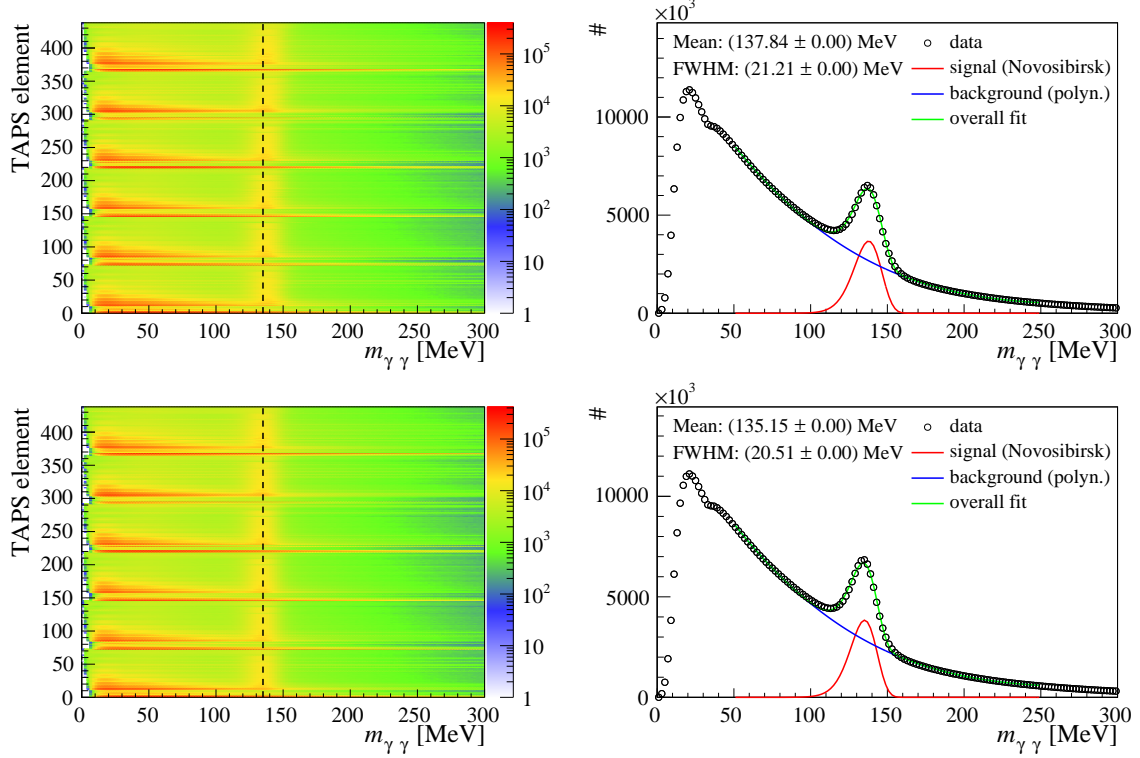 TAPS element
400
350
300
250
200
150
100
50
0
0 50 100 150 200 250 300
m_γ γ [MeV]
10^5
10^4
10^3
10^2
10
1
×10^3
#
Mean: (137.84 ± 0.00) MeV
FWHM: (21.21 ± 0.00) MeV
data
signal (Novosibirsk)
background (polyn.)
overall fit
10000
5000
0
0 50 100 150 200 250 300
m_γ γ [MeV]
TAPS element
400
350
300
250
200
150
100
50
0
0 50 100 150 200 250 300
m_γ γ [MeV]
10^5
10^4
10^3
10^2
10
1
×10^3
#
Mean: (135.15 ± 0.00) MeV
FWHM: (20.51 ± 0.00) MeV
data
signal (Novosibirsk)
background (polyn.)
overall fit
10000
5000
0
0 50 100 150 200 250 300
m_γ γ [MeV]